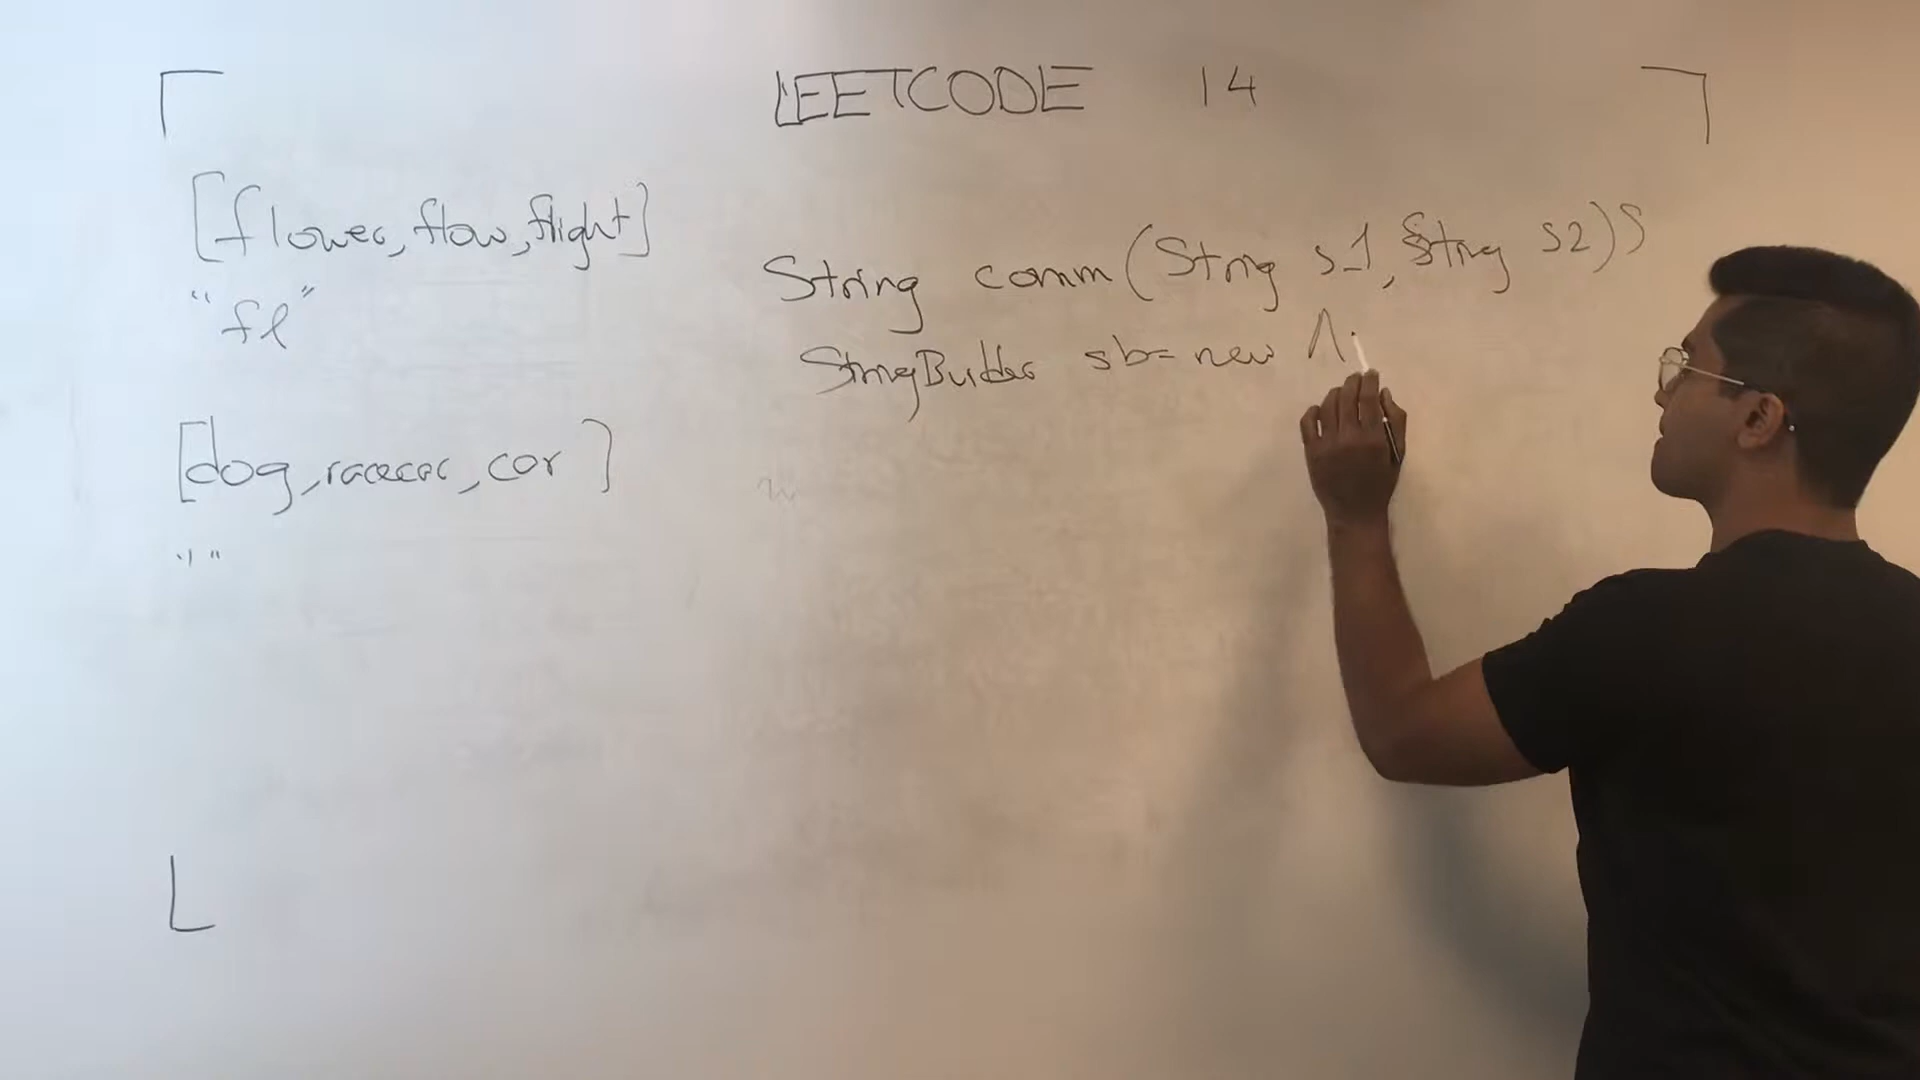 LEETCODE 14
[flower, flow, flight]
"fl"
[dog, racecar, car]
" "
String comm (String s1, String s2) {
StringBuilder sb = new